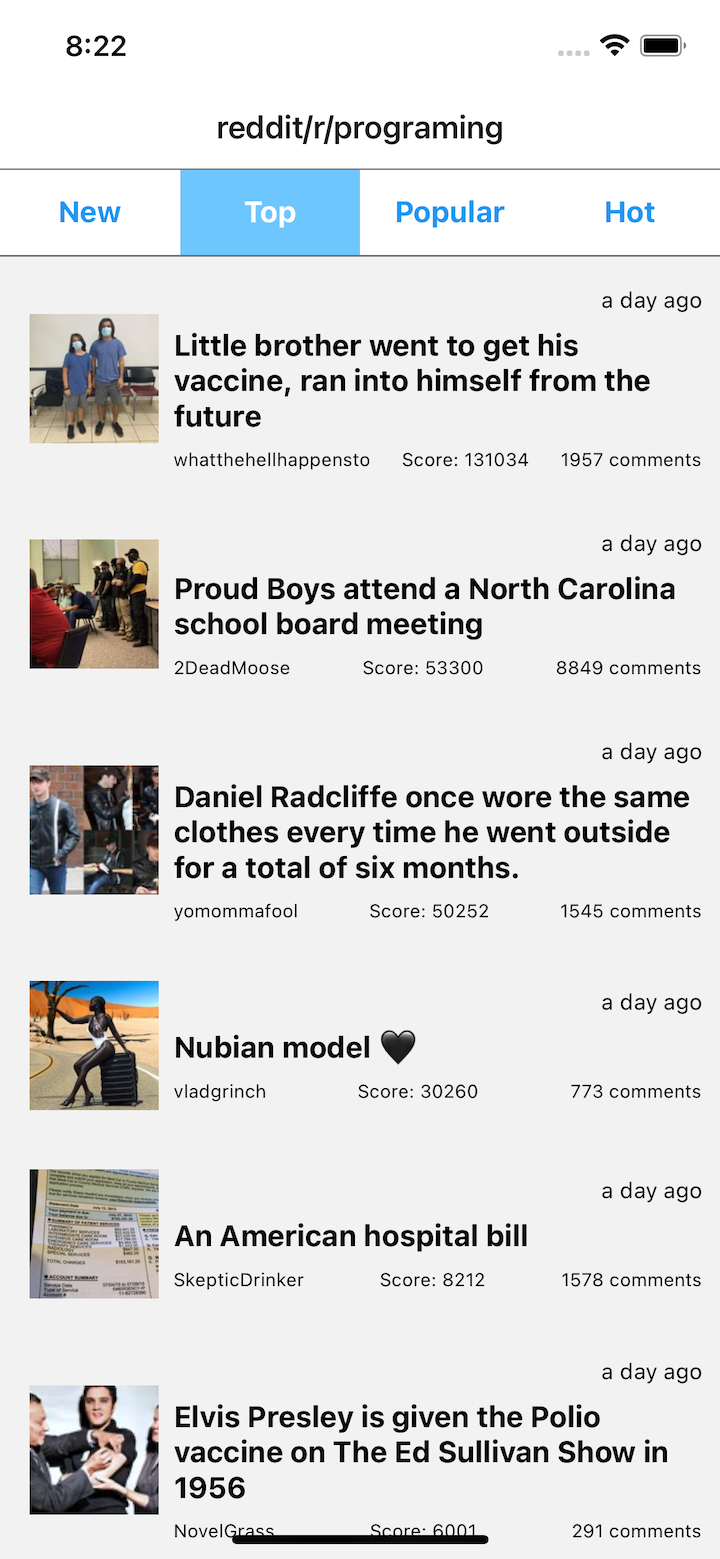 8:22
reddit/r/programing
New Top Popular Hot
a day ago
Little brother went to get his
vaccine, ran into himself from the
future
whatthehellhappensto Score: 131034 1957 comments
a day ago
Proud Boys attend a North Carolina
school board meeting
2DeadMoose Score: 53300 8849 comments
a day ago
Daniel Radcliffe once wore the same
clothes every time he went outside
for a total of six months.
yomommafool Score: 50252 1545 comments
a day ago
Nubian model 🖤
vladgrinch Score: 30260 773 comments
a day ago
An American hospital bill
SkepticDrinker Score: 8212 1578 comments
a day ago
Elvis Presley is given the Polio
vaccine on The Ed Sullivan Show in
1956
NovelGrass Score: 6001 291 comments